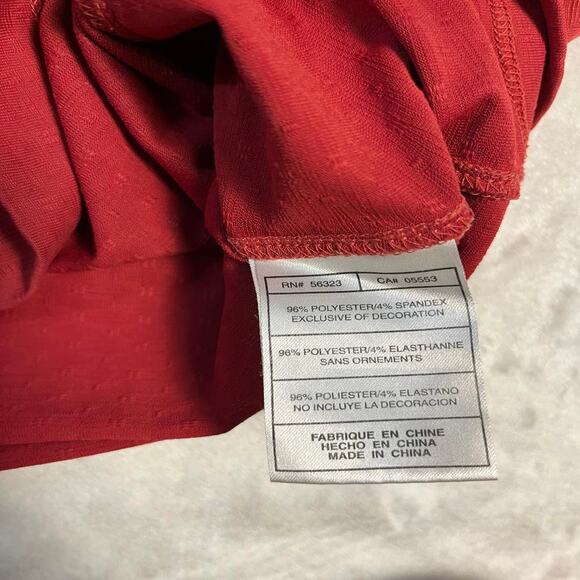 RN# 56323 CA# 05553
96% POLYESTER/4% SPANDEX
EXCLUSIVE OF DECORATION
96% POLYESTER/4% ELASTHANNE
SANS ORNEMENTS
96% POLIESTER/4% ELASTANO
NO INCLUYE LA DECORACION
FABRIQUE EN CHINE
HECHO EN CHINA
MADE IN CHINA